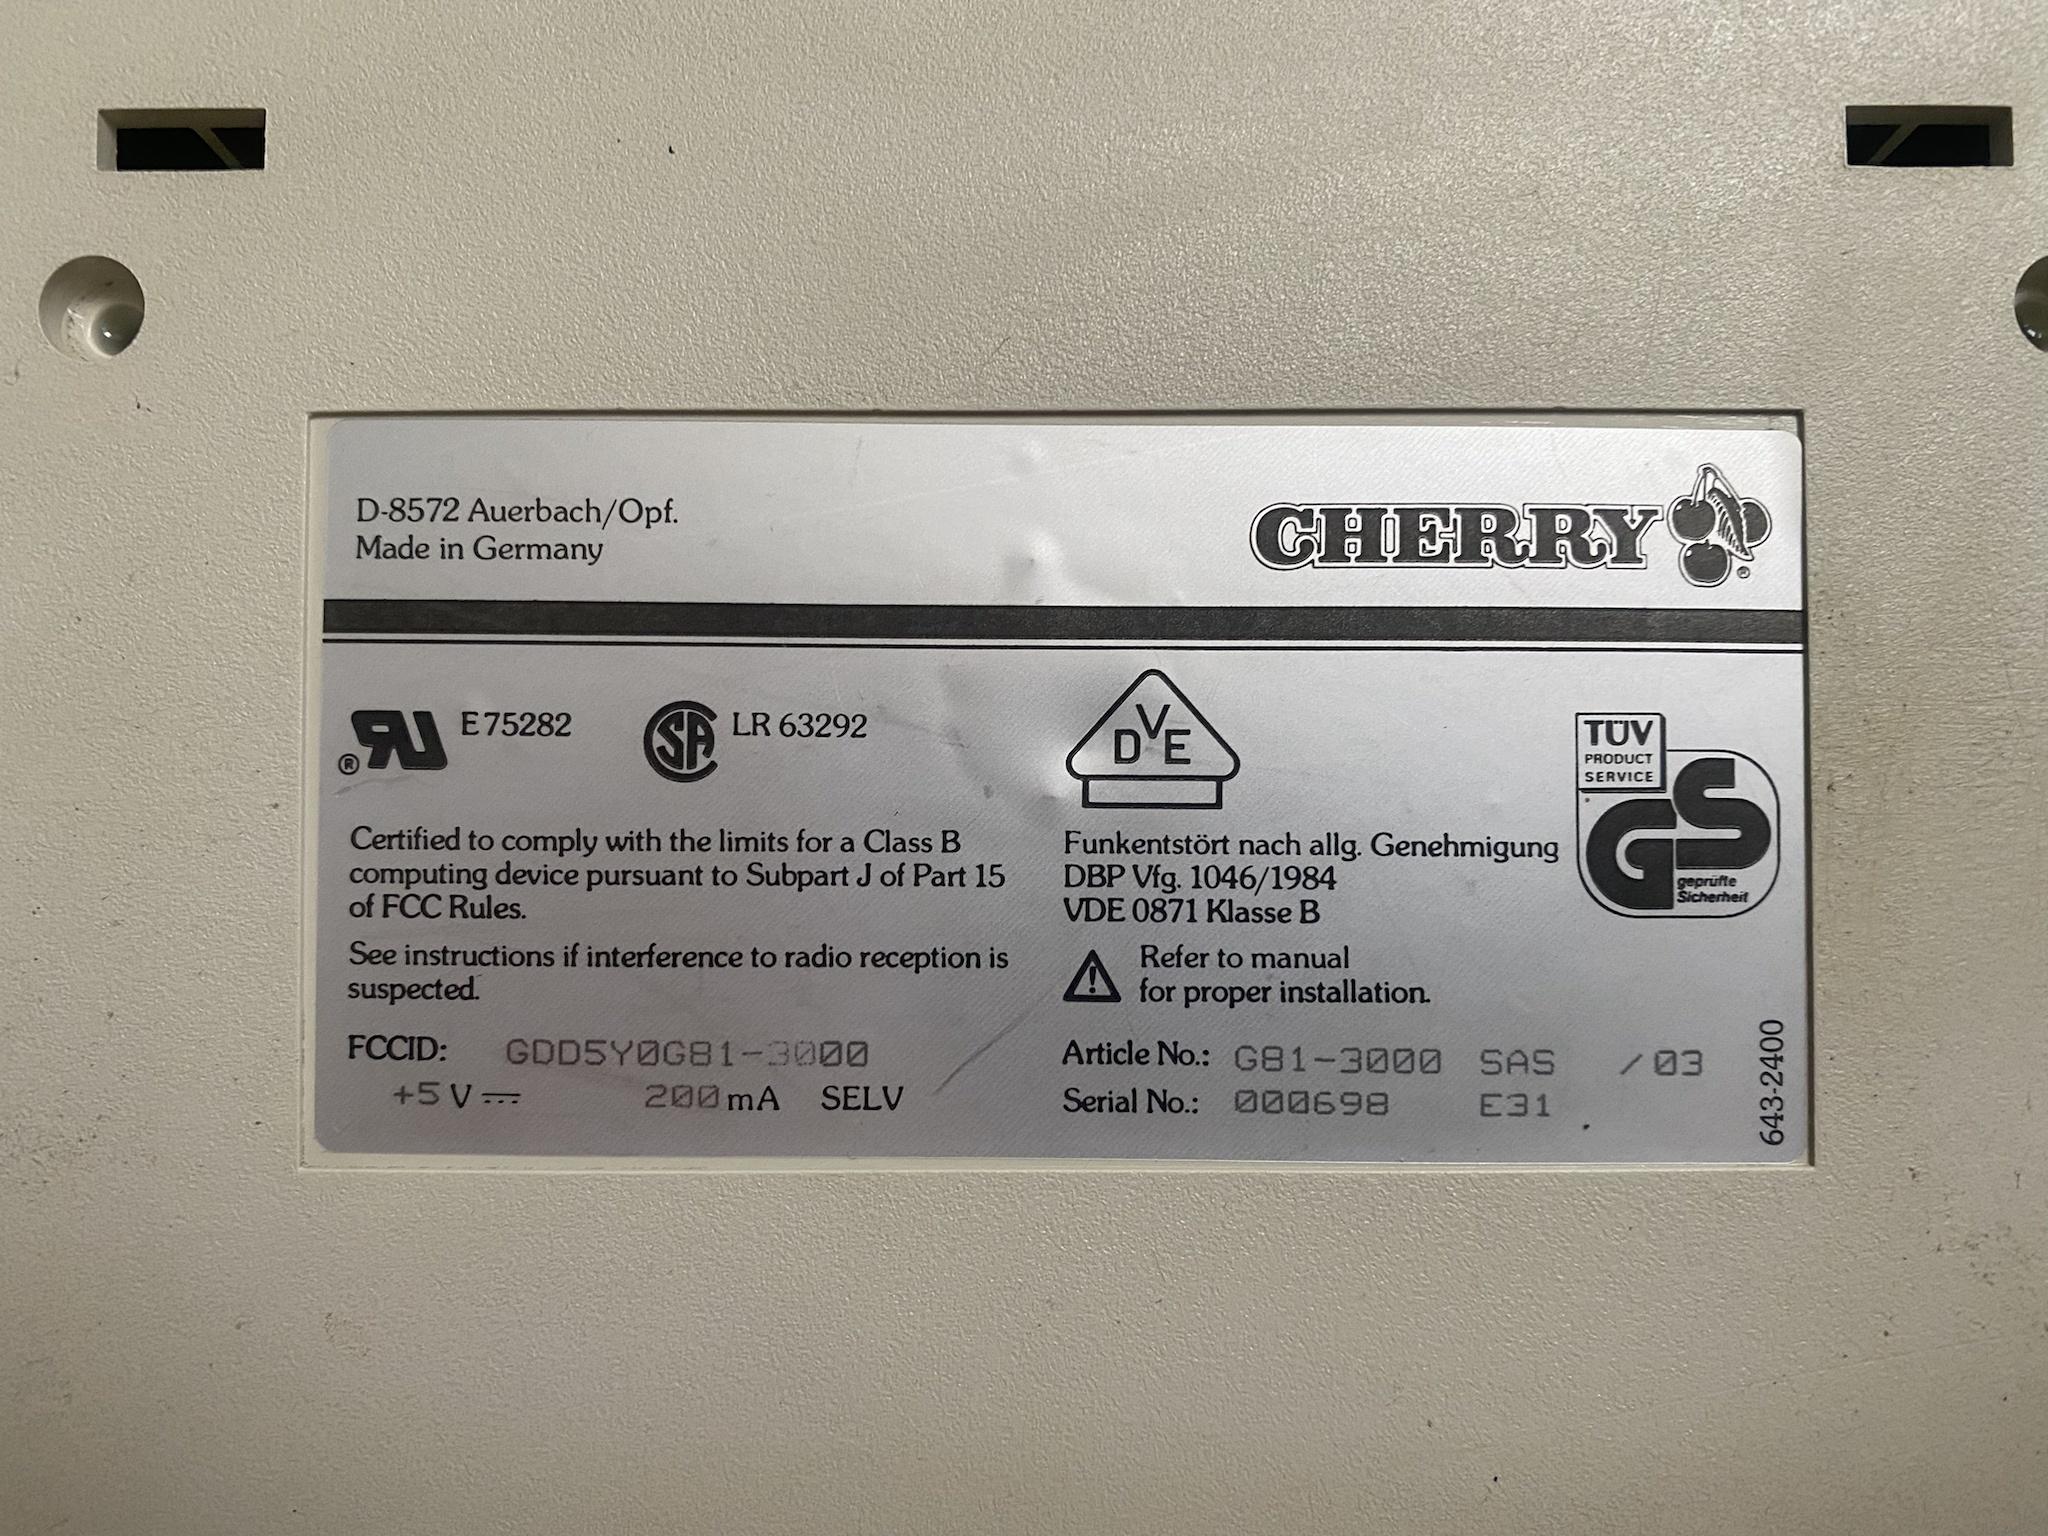 D-8572 Auerbach/Opf.
Made in Germany
CHERRY ®
® RU E 75282
SA LR 63292
VDE
TÜV
PRODUCT
SERVICE
GS
geprüfte
Sicherheit
Certified to comply with the limits for a Class B
computing device pursuant to Subpart J of Part 15
of FCC Rules.
See instructions if interference to radio reception is
suspected.
Funkentstört nach allg. Genehmigung
DBP Vfg. 1046/1984
VDE 0871 Klasse B
Refer to manual
for proper installation.
FCCID: GDD5Y0G81-3000
+5 V 200 mA SELV
Article No.: G81-3000 SAS /03
Serial No.: 000698 E31
643-2400